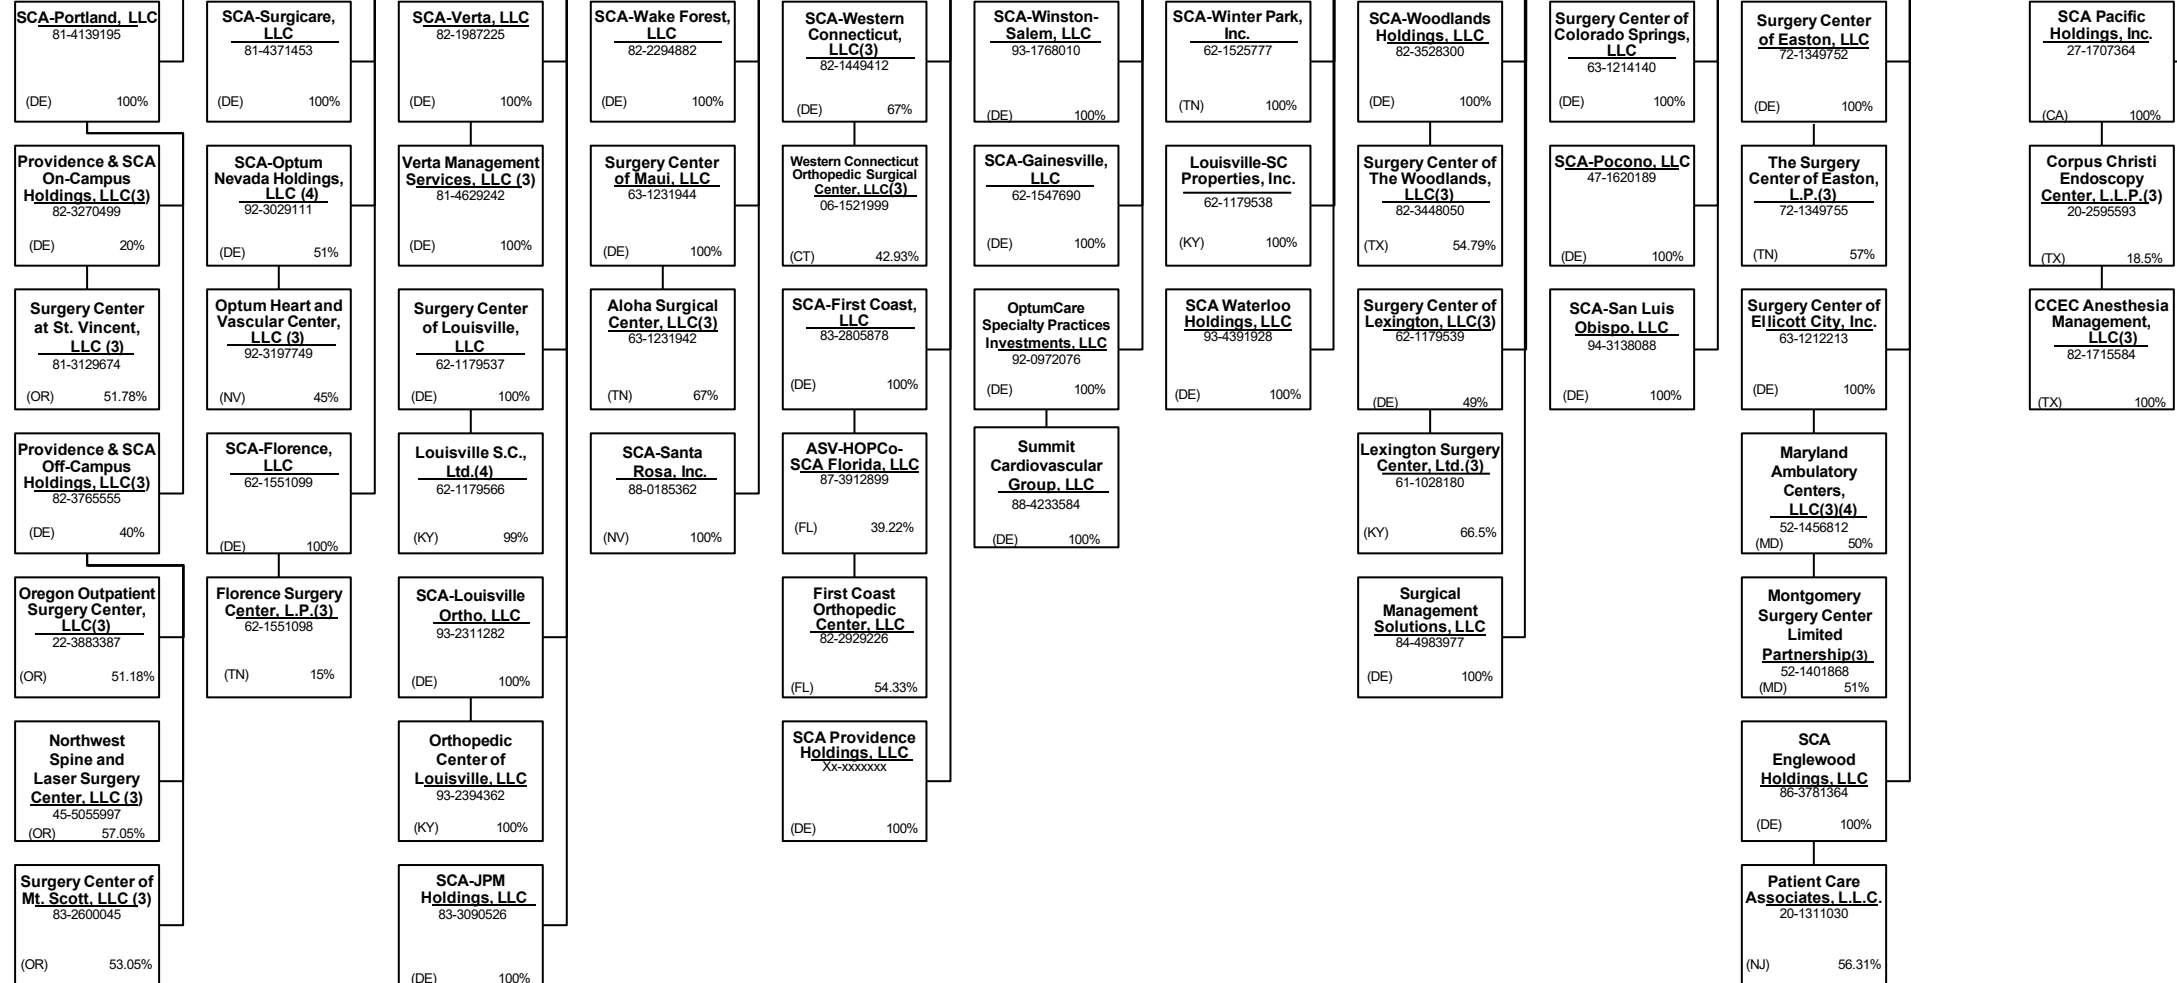 SCA-Portland, LLC
81-4139195
(DE) 100%
Providence & SCA
On-Campus
Holdings, LLC(3)
82-3270499
(DE) 20%
Surgery Center
at St. Vincent,
LLC (3)
81-3129674
(OR) 51.78%
Providence & SCA
Off-Campus
Holdings, LLC(3)
82-3765555
(DE) 40%
Oregon Outpatient
Surgery Center,
LLC(3)
22-3883387
(OR) 51.18%
Northwest
Spine and
Laser Surgery
Center, LLC (3)
45-5055997
(OR) 57.05%
Surgery Center of
Mt. Scott, LLC (3)
83-2600045
(OR) 53.05%
SCA-Surgicare,
LLC
81-4371453
(DE) 100%
SCA-Optum
Nevada Holdings,
LLC (4)
92-3029111
(DE) 51%
Optum Heart and
Vascular Center,
LLC (3)
92-3197749
(NV) 45%
SCA-Florence,
LLC
62-1551099
(DE) 100%
Florence Surgery
Center, L.P.(3)
62-1551098
(TN) 15%
SCA-Verta, LLC
82-1987225
(DE) 100%
Verta Management
Services, LLC (3)
81-4629242
(DE) 100%
Surgery Center
of Louisville,
LLC
62-1179537
(DE) 100%
Louisville S.C.,
Ltd.(4)
62-1179566
(KY) 99%
SCA-Louisville
Ortho, LLC
93-2311282
(DE) 100%
Orthopedic
Center of
Louisville, LLC
93-2394362
(KY) 100%
SCA-JPM
Holdings, LLC
83-3090526
(DE) 100%
SCA-Wake Forest,
LLC
82-2294882
(DE) 100%
Surgery Center
of Maui, LLC
63-1231944
(DE) 100%
Aloha Surgical
Center, LLC(3)
63-1231942
(TN) 67%
SCA-Santa
Rosa, Inc.
88-0185362
(NV) 100%
SCA-Western
Connecticut,
LLC(3)
82-1449412
(DE) 67%
Western Connecticut
Orthopedic Surgical
Center, LLC(3)
06-1521999
(CT) 42.93%
SCA-First Coast,
LLC
83-2805878
(DE) 100%
ASV-HOPCo-
SCA Florida, LLC
87-3912899
(FL) 39.22%
First Coast
Orthopedic
Center, LLC
82-2929226
(FL) 54.33%
SCA Providence
Holdings, LLC
Xx-xxxxxxx
(DE) 100%
SCA-Winston-
Salem, LLC
93-1768010
(DE) 100%
SCA-Gainesville,
LLC
62-1547690
(DE) 100%
OptumCare
Specialty Practices
Investments, LLC
92-0972076
(DE) 100%
Summit
Cardiovascular
Group, LLC
88-4233584
(DE) 100%
SCA-Winter Park,
Inc.
62-1525777
(TN) 100%
Louisville-SC
Properties, Inc.
62-1179538
(KY) 100%
SCA Waterloo
Holdings, LLC
93-4391928
(DE) 100%
SCA-Woodlands
Holdings, LLC
82-3528300
(DE) 100%
Surgery Center of
The Woodlands,
LLC(3)
82-3448050
(TX) 54.79%
Surgery Center of
Lexington, LLC(3)
62-1179539
(DE) 49%
Lexington Surgery
Center, Ltd.(3)
61-1028180
(KY) 66.5%
Surgical
Management
Solutions, LLC
84-4983977
(DE) 100%
Surgery Center of
Colorado Springs,
LLC
63-1214140
(DE) 100%
SCA-Pocono, LLC
47-1620189
(DE) 100%
SCA-San Luis
Obispo, LLC
94-3138088
(DE) 100%
Surgery Center
of Easton, LLC
72-1349752
(DE) 100%
The Surgery
Center of Easton,
L.P.(3)
72-1349755
(TN) 57%
Surgery Center of
Ellicott City, Inc.
63-1212213
(DE) 100%
Maryland
Ambulatory
Centers,
LLC(3)(4)
52-1456812
(MD) 50%
Montgomery
Surgery Center
Limited
Partnership(3)
52-1401868
(MD) 51%
SCA
Englewood
Holdings, LLC
86-3781364
(DE) 100%
Patient Care
Associates, L.L.C.
20-1311030
(NJ) 56.31%
SCA Pacific
Holdings, Inc.
27-1707364
(CA) 100%
Corpus Christi
Endoscopy
Center, L.L.P.(3)
20-2595593
(TX) 18.5%
CCEC Anesthesia
Management,
LLC(3)
82-1715584
(TX) 100%